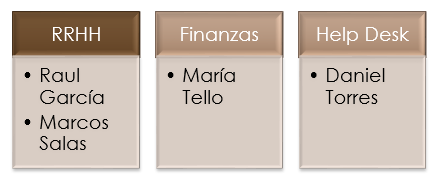 RRHH
• Raul
García
• Marcos
Salas
Finanzas
• María
Tello
Help Desk
• Daniel
Torres